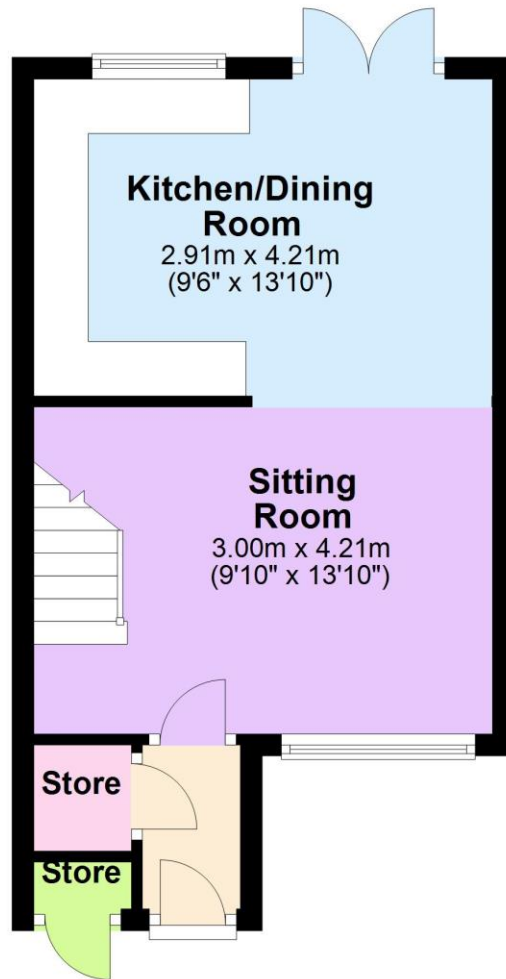 Kitchen/Dining
Room
2.91m x 4.21m
(9'6" x 13'10")
Sitting
Room
3.00m x 4.21m
(9'10" x 13'10")
Store
Store